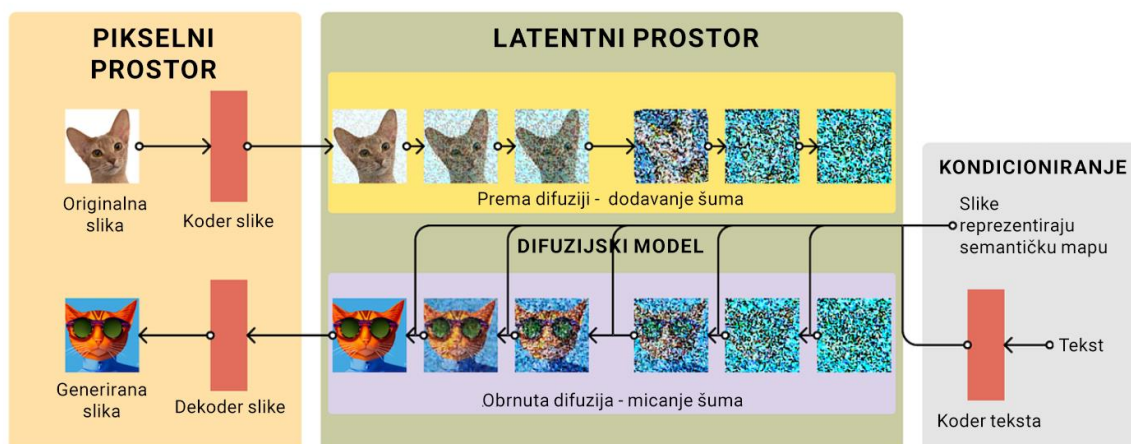 PIKSELNI
PROSTOR
Originalna
slika
Koder slike
Generirana
slika
Dekoder slike
LATENTNI PROSTOR
Prema difuziji - dodavanje šuma
DIFUZIJSKI MODEL
Obrnuta difuzija - micanje šuma
KONDICIONIRANJE
Slike
reprezentiraju
semantičku mapu
Tekst
Koder teksta